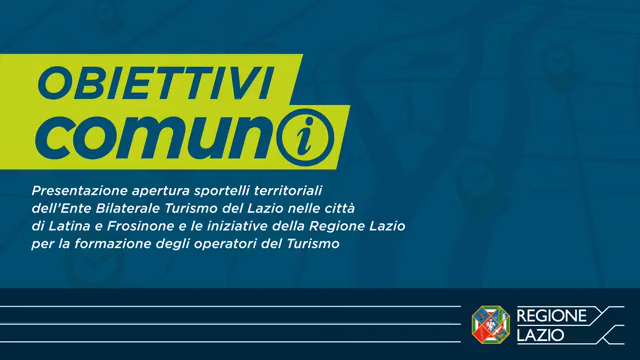 OBIETTIVI
comuni
Presentazione apertura sportelli territoriali
dell'Ente Bilaterale Turismo del Lazio nelle città
di Latina e Frosinone e le iniziative della Regione Lazio
per la formazione degli operatori del Turismo
REGIONE
LAZIO